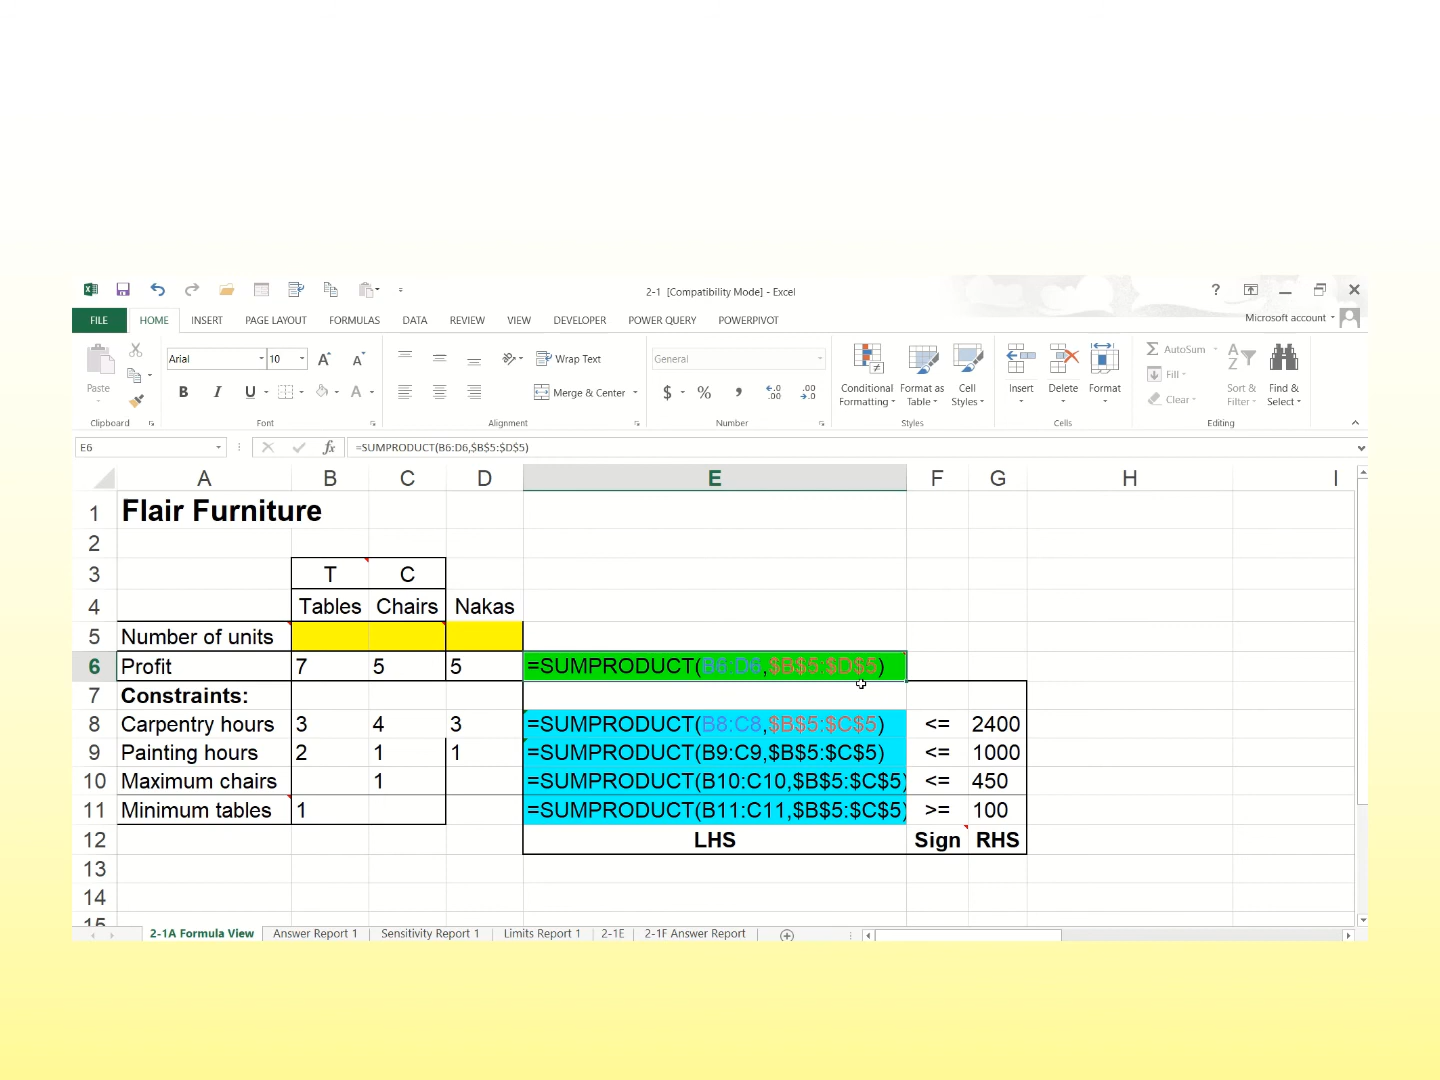 2-1 [Compatibility Mode] - Excel
?
FILE HOME INSERT PAGE LAYOUT FORMULAS DATA REVIEW VIEW DEVELOPER POWER QUERY POWERPIVOT Microsoft account
Arial 10 A A Wrap Text General Conditional Formatting Format as Table Cell Styles Insert Delete Format AutoSum Fill Clear Sort & Filter Find & Select
Paste B I U A Merge & Center $ % , .0 .00 .00 .0
Clipboard Font Alignment Number Styles Cells Editing
E6 fx =SUMPRODUCT(B6:D6,$B$5:$D$5)
A B C D E F G H I
1 Flair Furniture
2
3 T C
4 Tables Chairs Nakas
5 Number of units
6 Profit 7 5 5 =SUMPRODUCT(B6:D6,$B$5:$D$5)
7 Constraints:
8 Carpentry hours 3 4 3 =SUMPRODUCT(B8:C8,$B$5:$C$5) <= 2400
9 Painting hours 2 1 1 =SUMPRODUCT(B9:C9,$B$5:$C$5) <= 1000
10 Maximum chairs 1 =SUMPRODUCT(B10:C10,$B$5:$C$5) <= 450
11 Minimum tables 1 =SUMPRODUCT(B11:C11,$B$5:$C$5) >= 100
12 LHS Sign RHS
13
14
15
2-1A Formula View Answer Report 1 Sensitivity Report 1 Limits Report 1 2-1E 2-1F Answer Report